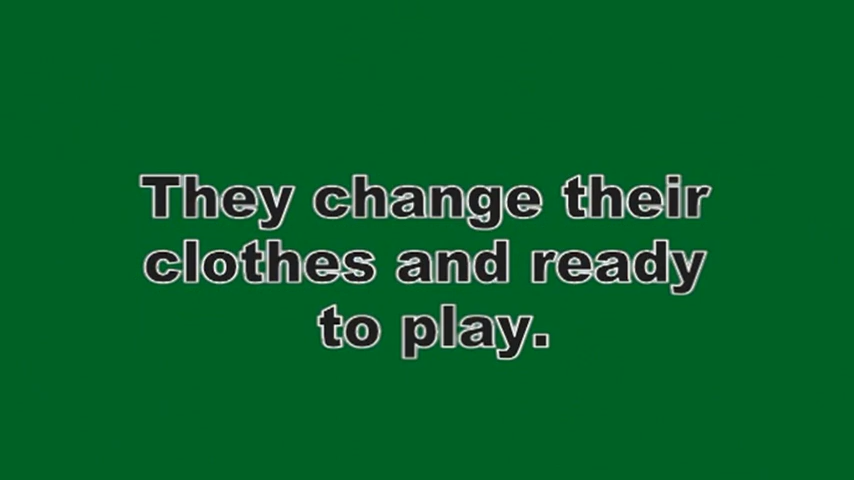 They change their
clothes and ready
to play.